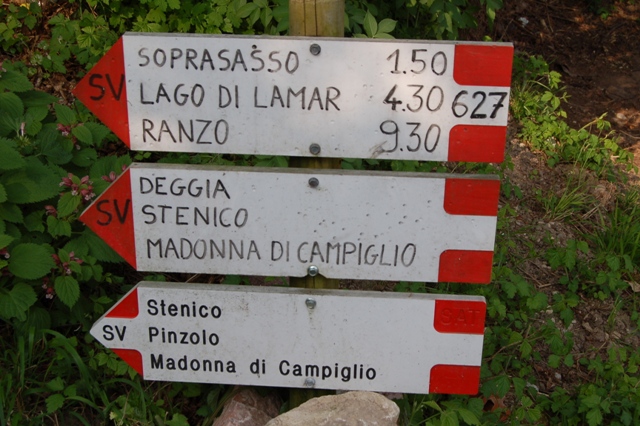 SV
SOPRASASSO 1.50
LAGO DI LAMAR 4.30 627
RANZO 9.30
SV
DEGGIA
STENICO
MADONNA DI CAMPIGLIO
SAT
SV
Stenico
Pinzolo
Madonna di Campiglio